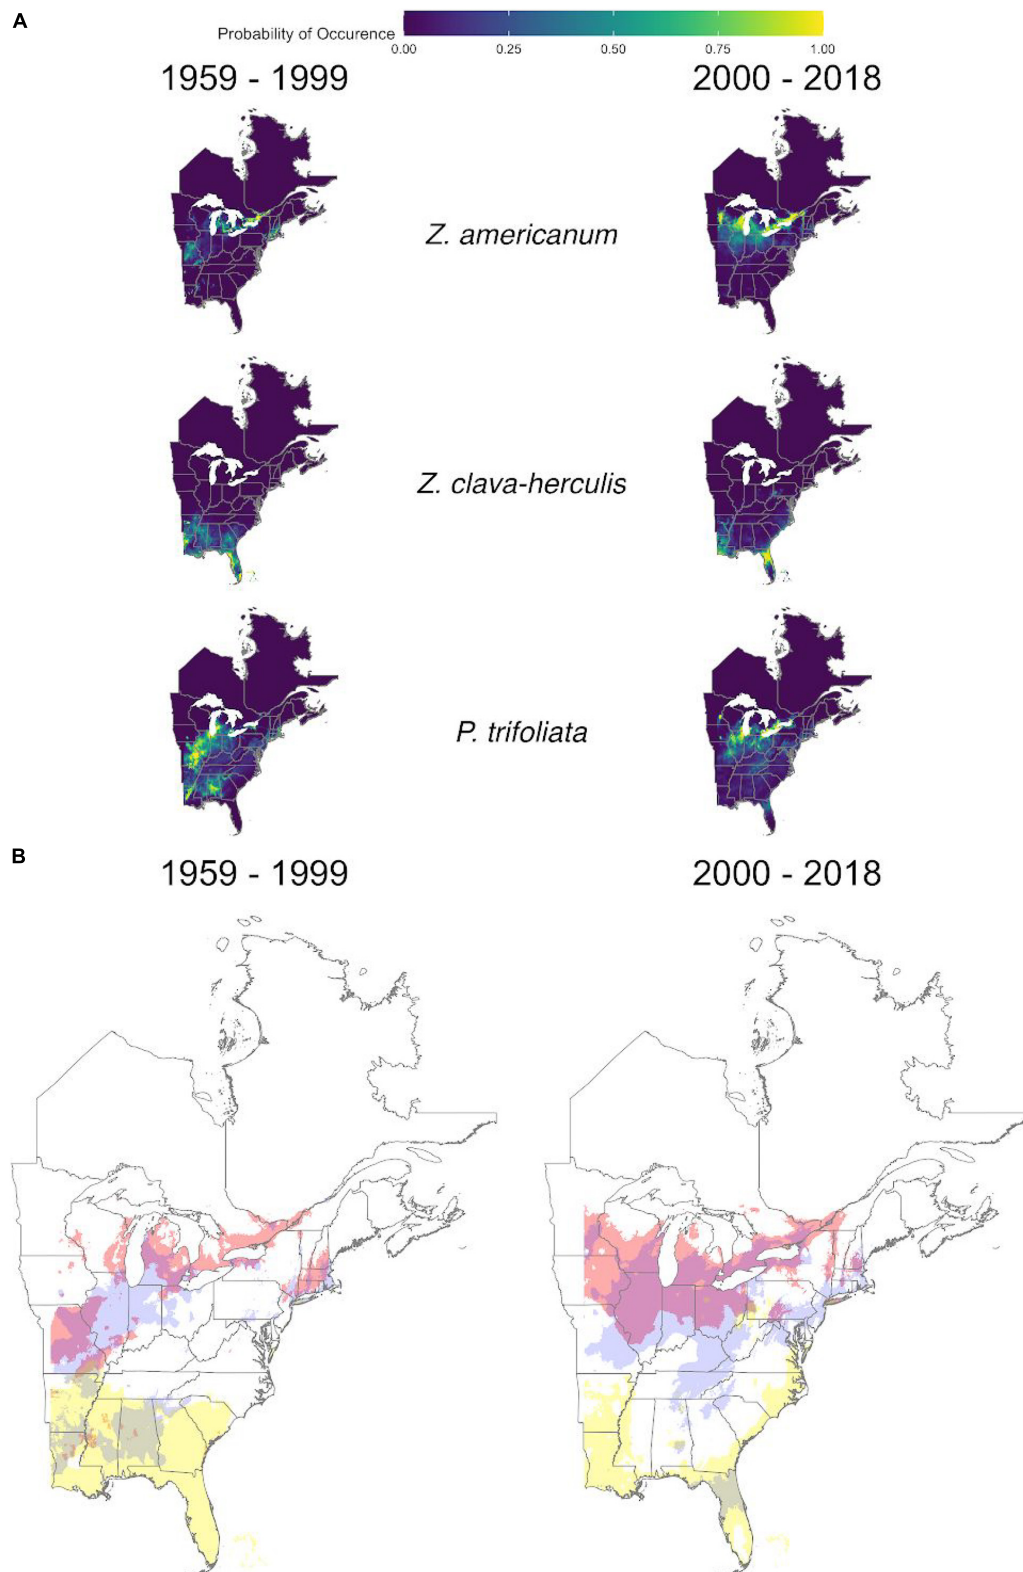 A
Probability of Occurence
0.00 0.25 0.50 0.75 1.00
1959 - 1999 2000 - 2018
Z. americanum
Z. clava-herculis
P. trifoliata
B
1959 - 1999 2000 - 2018